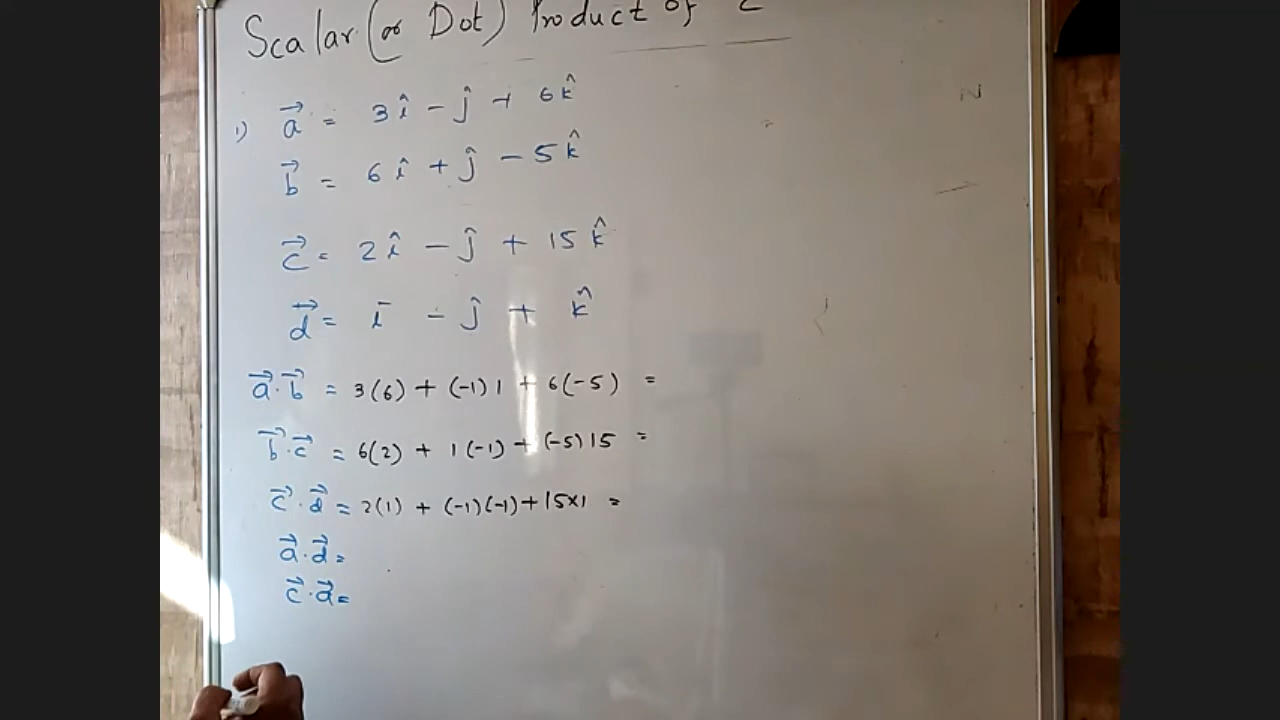 Scalar (or Dot) Product of 2
1) a⃗ = 3î - ĵ + 6k̂
b⃗ = 6î + ĵ - 5k̂
c⃗ = 2î - ĵ + 15k̂
d⃗ = i̅ - ĵ + k̂
a⃗.b⃗ = 3(6) + (-1)1 + 6(-5) =
b⃗.c⃗ = 6(2) + 1(-1) + (-5)15 =
c⃗.d⃗ = 2(1) + (-1)(-1) + 15×1 =
a⃗.d⃗ =
c⃗.a⃗ =